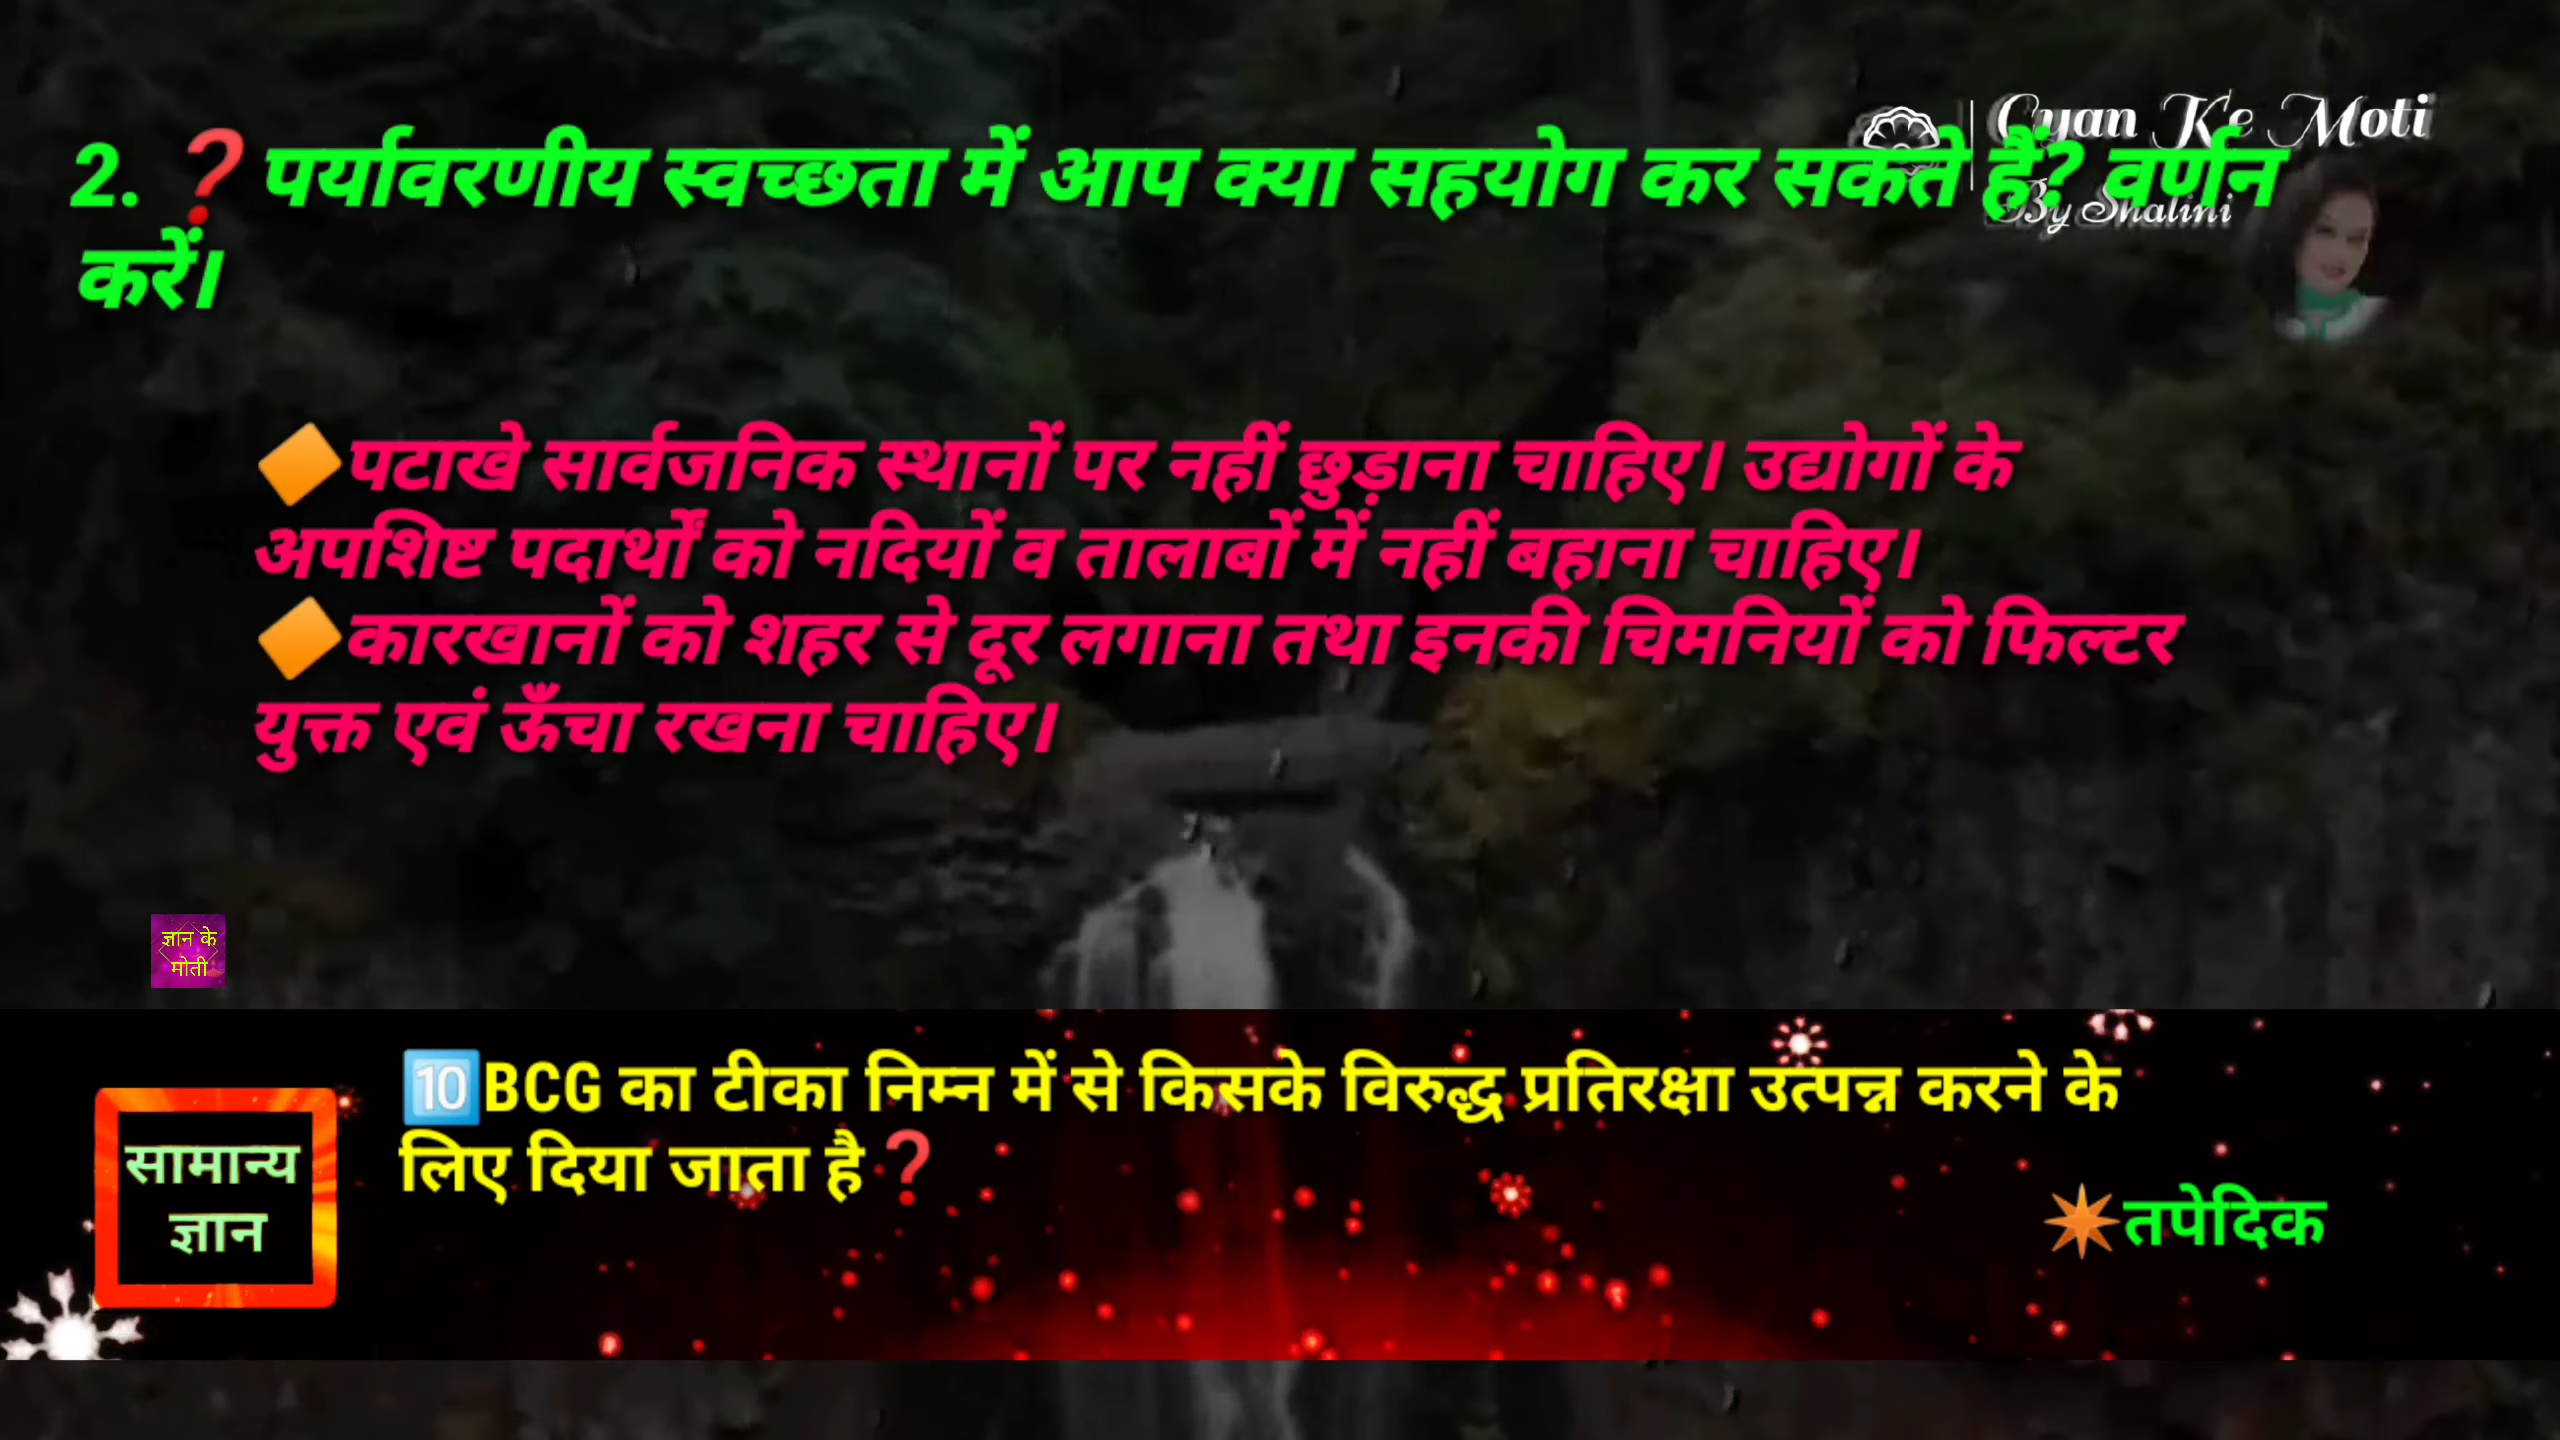 Gyan Ke Moti
By Shalini
2. ❓पर्यावरणीय स्वच्छता में आप क्या सहयोग कर सकते हैं? वर्णन
करें।
🔶पटाखे सार्वजनिक स्थानों पर नहीं छुड़ाना चाहिए। उद्योगों के
अपशिष्ट पदार्थों को नदियों व तालाबों में नहीं बहाना चाहिए।
🔶कारखानों को शहर से दूर लगाना तथा इनकी चिमनियों को फिल्टर
युक्त एवं ऊँचा रखना चाहिए।
ज्ञान के
मोती
सामान्य
ज्ञान
🔟BCG का टीका निम्न में से किसके विरुद्ध प्रतिरक्षा उत्पन्न करने के
लिए दिया जाता है❓
✴तपेदिक